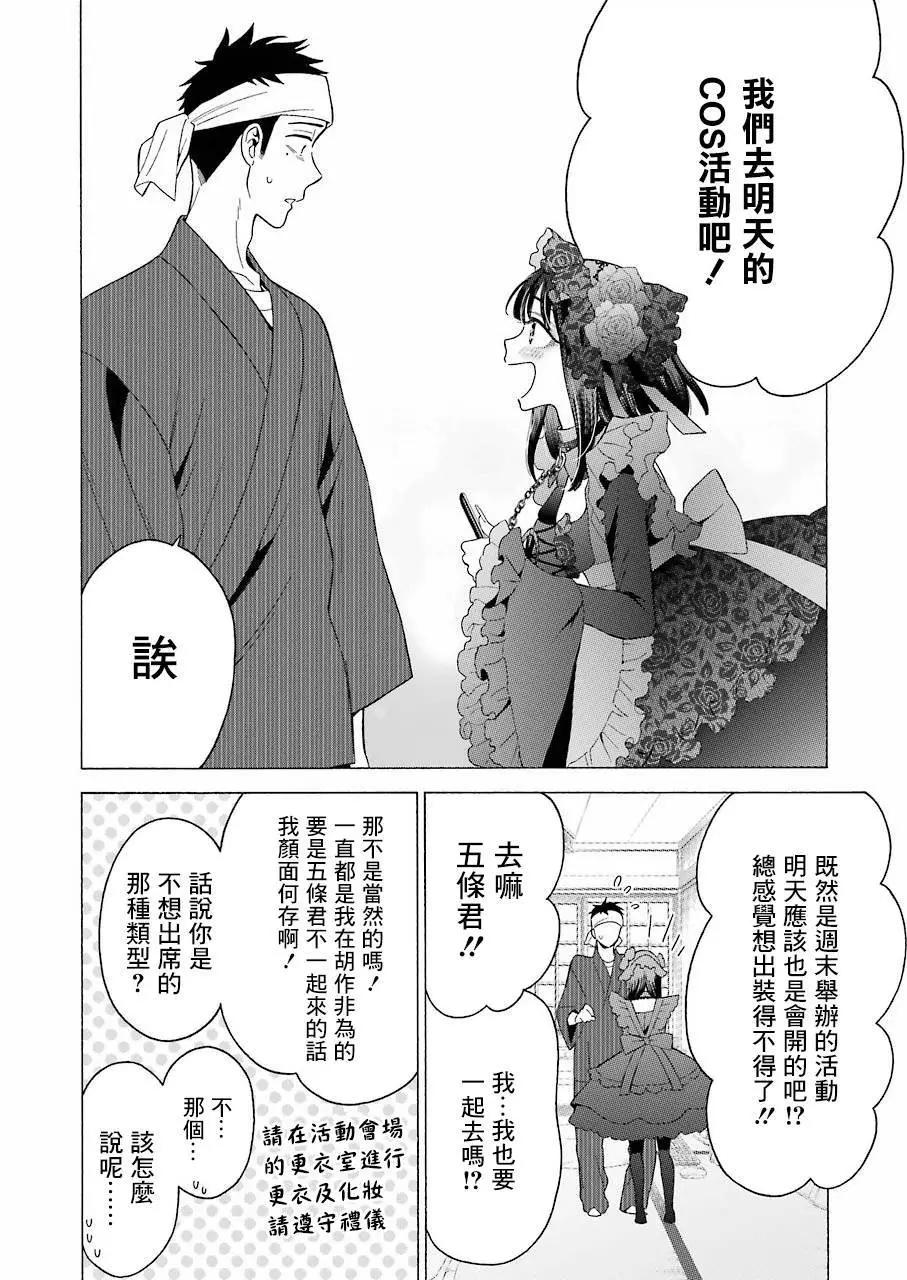 我們去明天的
COS活動吧！
誒
既然是週末舉辦的活動
明天應該也是會開的吧!?
總感覺想出裝得不得了!!
去嘛
五條君!!
我…我也要
一起去嗎!?
那不是當然的嗎！
一直都是我在胡作非為的
要是五條君不一起來的話
我顏面何存啊！
話說你是
不想出席的
那種類型？
不…
那個…
該怎麼
說呢……
請在活動會場
的更衣室進行
更衣及化妝
請遵守禮儀